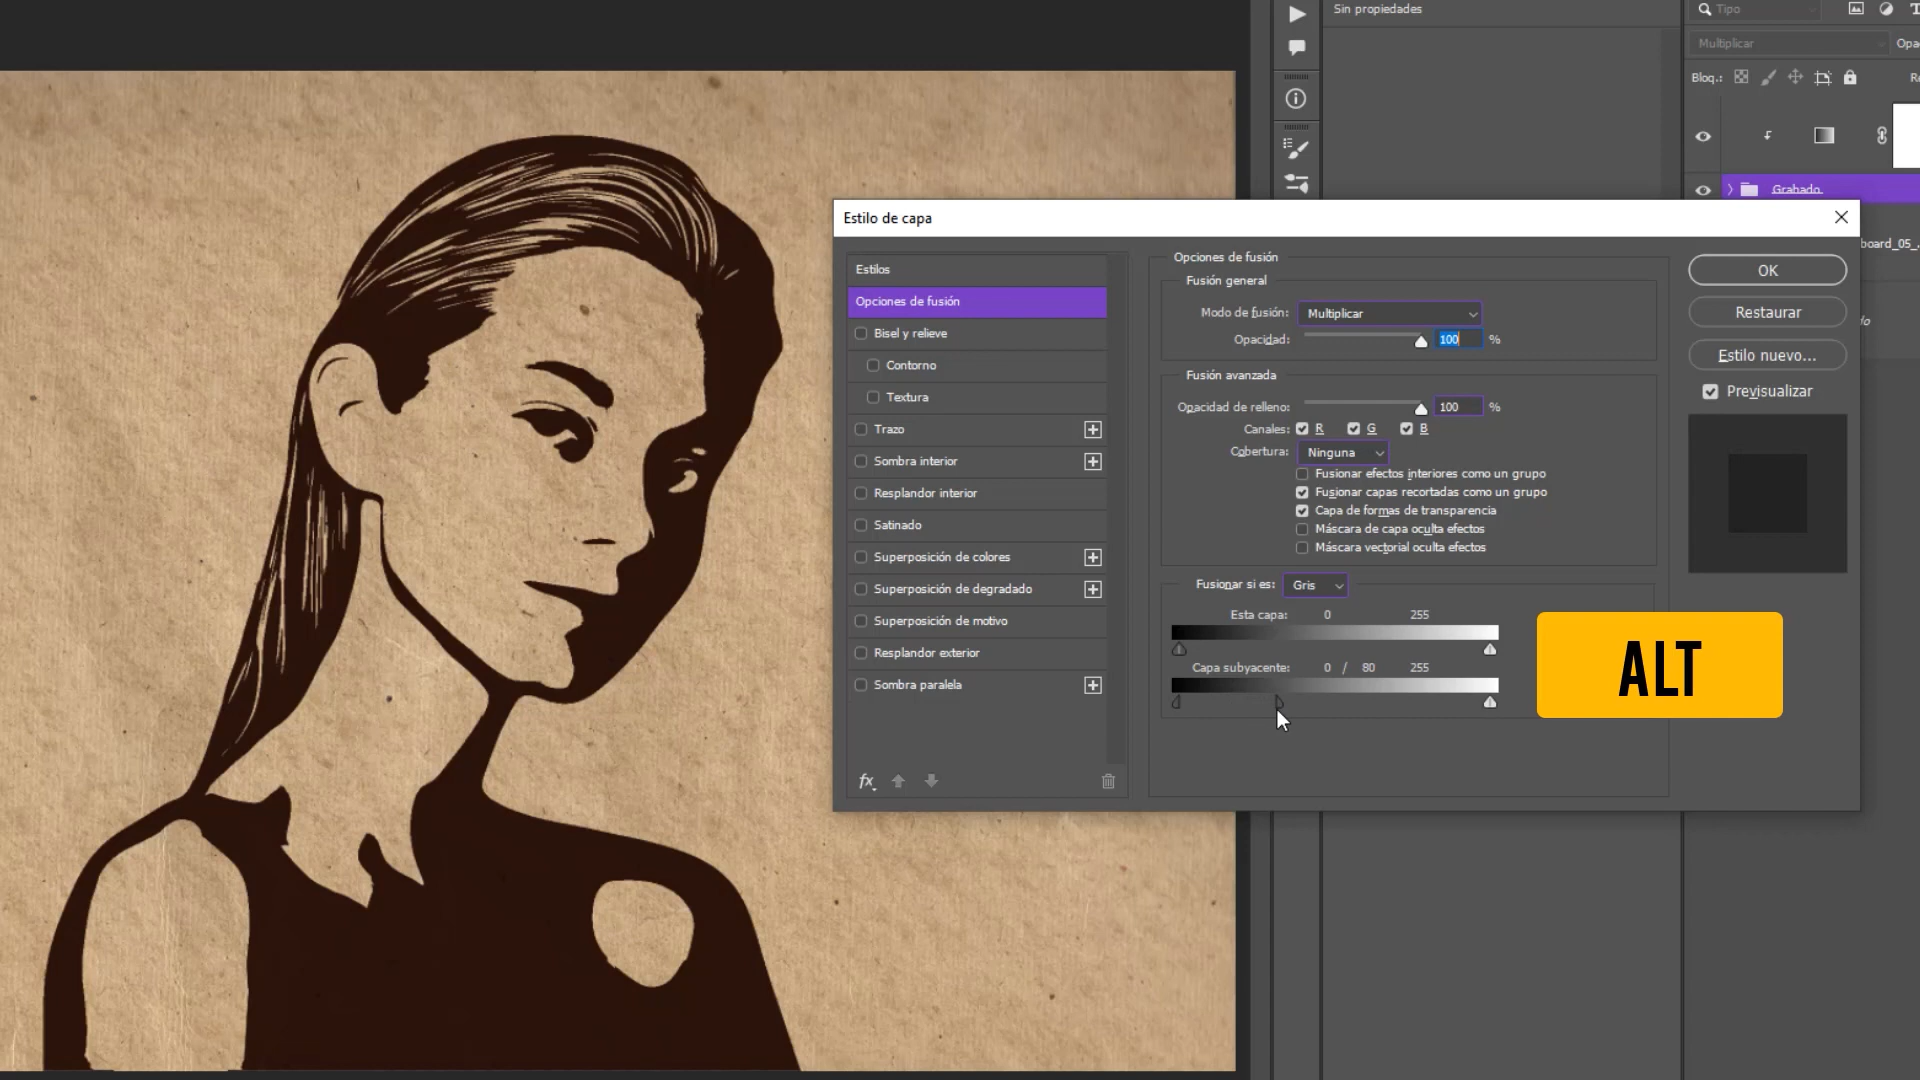 Sin propiedades
Tipo
Multiplicar
Opa
Bloq.:
Grabado
board_05_
Estilo de capa
Estilos
Opciones de fusión
Bisel y relieve
Contorno
Textura
Trazo
Sombra interior
Resplandor interior
Satinado
Superposición de colores
Superposición de degradado
Superposición de motivo
Resplandor exterior
Sombra paralela
fx
Opciones de fusión
Fusión general
Modo de fusión: Multiplicar
Opacidad: 100 %
Fusión avanzada
Opacidad de relleno: 100 %
Canales: R G B
Cobertura: Ninguna
Fusionar efectos interiores como un grupo
Fusionar capas recortadas como un grupo
Capa de formas de transparencia
Máscara de capa oculta efectos
Máscara vectorial oculta efectos
Fusionar si es: Gris
Esta capa: 0 255
Capa subyacente: 0 / 80 255
OK
Restaurar
Estilo nuevo...
Previsualizar
ALT